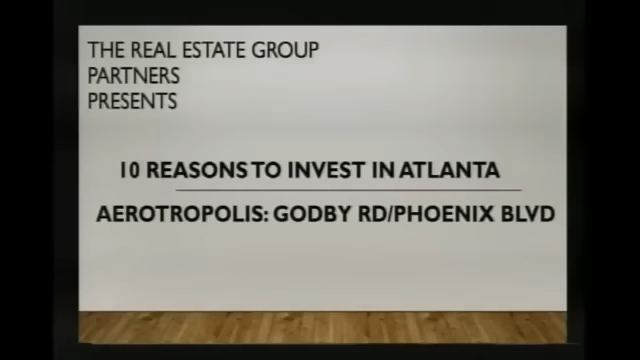 THE REAL ESTATE GROUP
PARTNERS
PRESENTS
10 REASONS TO INVEST IN ATLANTA
AEROTROPOLIS: GODBY RD/PHOENIX BLVD